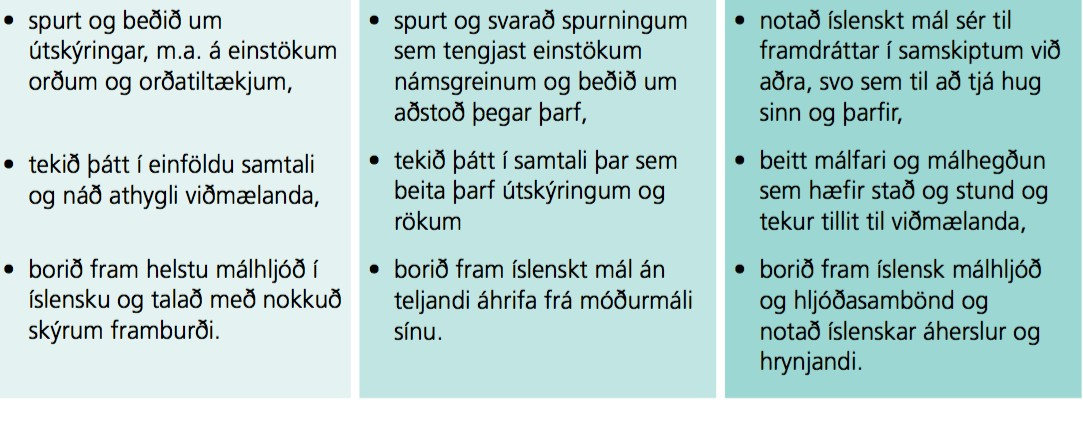 • spurt og beðið um
útskýringar, m.a. á einstökum
orðum og orðatiltækjum,
• tekið þátt í einföldu samtali
og náð athygli viðmælanda,
• borið fram helstu málhljóð í
íslensku og talað með nokkuð
skýrum framburði.
• spurt og svarað spurningum
sem tengjast einstökum
námsgreinum og beðið um
aðstoð þegar þarf,
• tekið þátt í samtali þar sem
beita þarf útskýringum og
rökum
• borið fram íslenskt mál án
teljandi áhrifa frá móðurmáli
sínu.
• notað íslenskt mál sér til
framdráttar í samskiptum við
aðra, svo sem til að tjá hug
sinn og þarfir,
• beitt málfari og málhegðun
sem hæfir stað og stund og
tekur tillit til viðmælanda,
• borið fram íslensk málhljóð
og hljóðasambönd og
notað íslenskar áherslur og
hrynjandi.